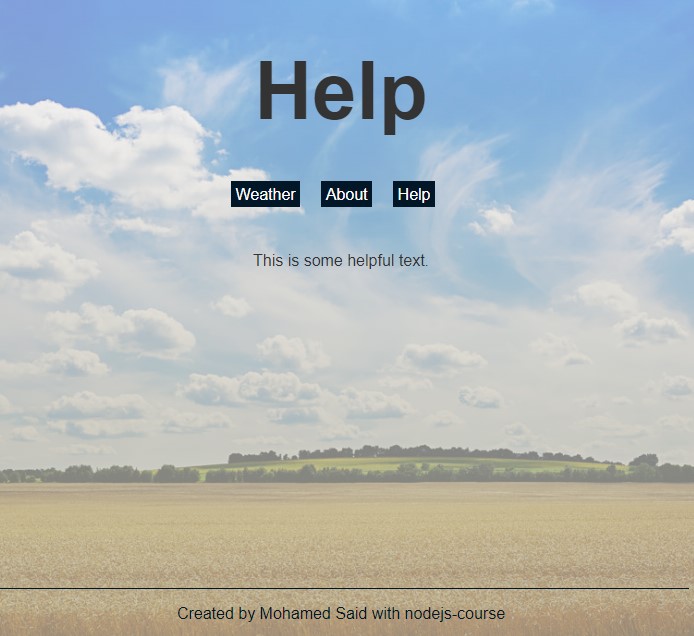 Help
Weather About Help
This is some helpful text.
Created by Mohamed Said with nodejs-course